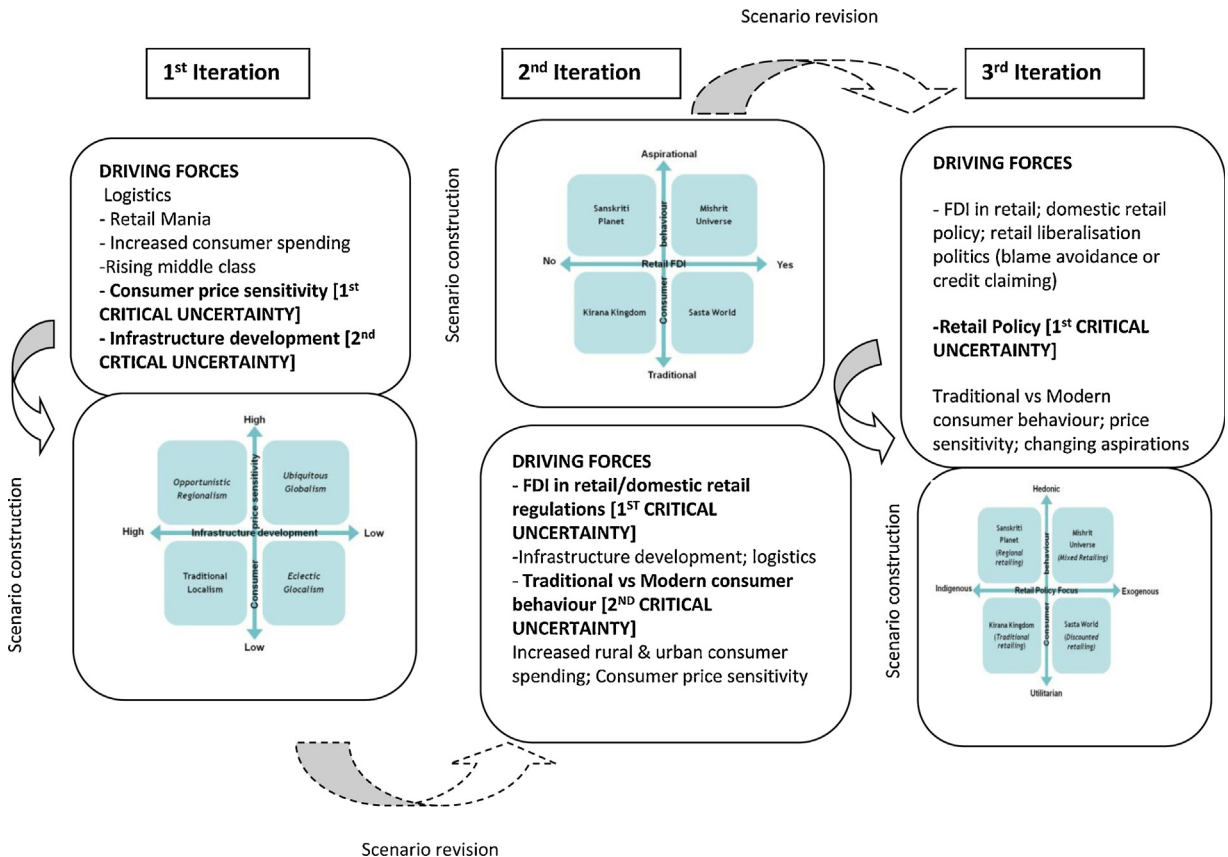 Scenario revision
1st Iteration
2nd Iteration
3rd Iteration
DRIVING FORCES
Logistics
- Retail Mania
- Increased consumer spending
-Rising middle class
- Consumer price sensitivity [1st
CRITICAL UNCERTAINTY]
- Infrastructure development [2nd
CRTICAL UNCERTAINTY]
Scenario construction
High
Opportunistic
Regionalism
Ubiquitous
Globalism
High
Infrastructure development
Low
Consumer price sensitivity
Traditional
Localism
Eclectic
Glocalism
Low
Scenario revision
Scenario construction
Aspirational
Sanskriti
Planet
Mishrit
Universe
No
Retail FDI
Yes
Consumer behaviour
Kirana Kingdom
Sasta World
Traditional
DRIVING FORCES
- FDI in retail/domestic retail
regulations [1ST CRITICAL
UNCERTAINTY]
-Infrastructure development; logistics
- Traditional vs Modern consumer
behaviour [2ND CRITICAL
UNCERTAINTY]
Increased rural & urban consumer
spending; Consumer price sensitivity
DRIVING FORCES
- FDI in retail; domestic retail
policy; retail liberalisation
politics (blame avoidance or
credit claiming)
-Retail Policy [1st CRITICAL
UNCERTAINTY]
Traditional vs Modern
consumer behaviour; price
sensitivity; changing aspirations
Scenario construction
Hedonic
Sanskriti
Planet
(Regional
retailing)
Mishrit
Universe
(Mixed Retailing)
Indigenous
Retail Policy Focus
Exogenous
Consumer behaviour
Kirana Kingdom
(Traditional
retailing)
Sasta World
(Discounted
retailing)
Utilitarian